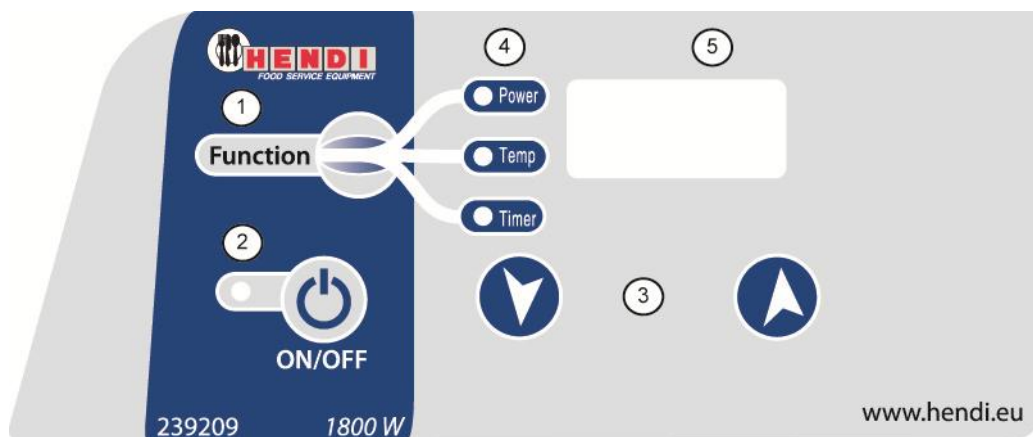 HENDI
FOOD SERVICE EQUIPMENT
4
5
1
Power
Function
Temp
Timer
2
3
ON/OFF
239209
1800 W
www.hendi.eu